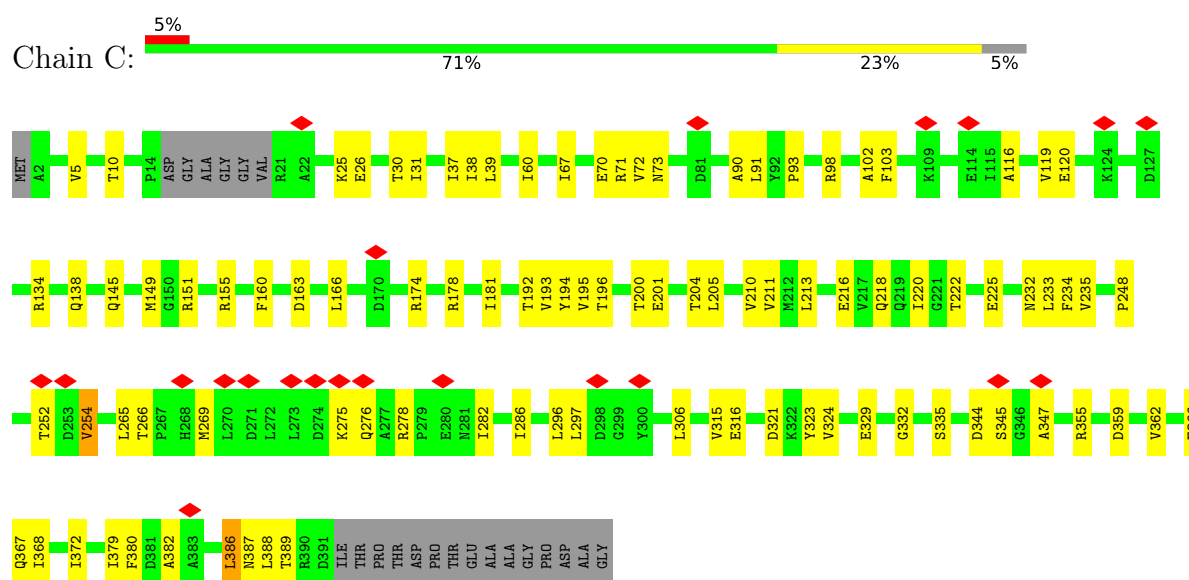 5%
Chain C:
71% 23% 5%
MET A2 V5 T10 P14 ASP GLY ALA GLY GLY VAL R21 A22 K25 E26 T30 I31 I37 I38 L39 I60 I67 E70 R71 V72 N73 D81 A90 L91 Y92 P93 R98 A102 F103 K109 E114 I115 A116 V119 E120 K124 D127
R134 Q138 Q145 M149 G150 R151 R155 F160 D163 L166 D170 R174 R178 I181 T192 V193 Y194 V195 T196 T200 E201 T204 L205 V210 V211 M212 L213 E216 V217 Q218 Q219 I220 G221 T222 E225 N232 L233 F234 V235 P248
T252 D253 V254 L265 T266 P267 H268 M269 L270 D271 L272 L273 D274 K275 Q276 A277 R278 P279 E280 N281 I282 I286 L296 L297 D298 G299 Y300 L306 V315 E316 D321 K322 Y323 V324 E329 G332 S335 D344 S345 G346 A347 R355 D359 V362
Q367 I368 I372 I379 F380 D381 A382 A383 L386 N387 L388 T389 R390 D391 ILE THR PRO THR ASP PRO THR GLU ALA ALA GLY PRO ASP ALA GLY